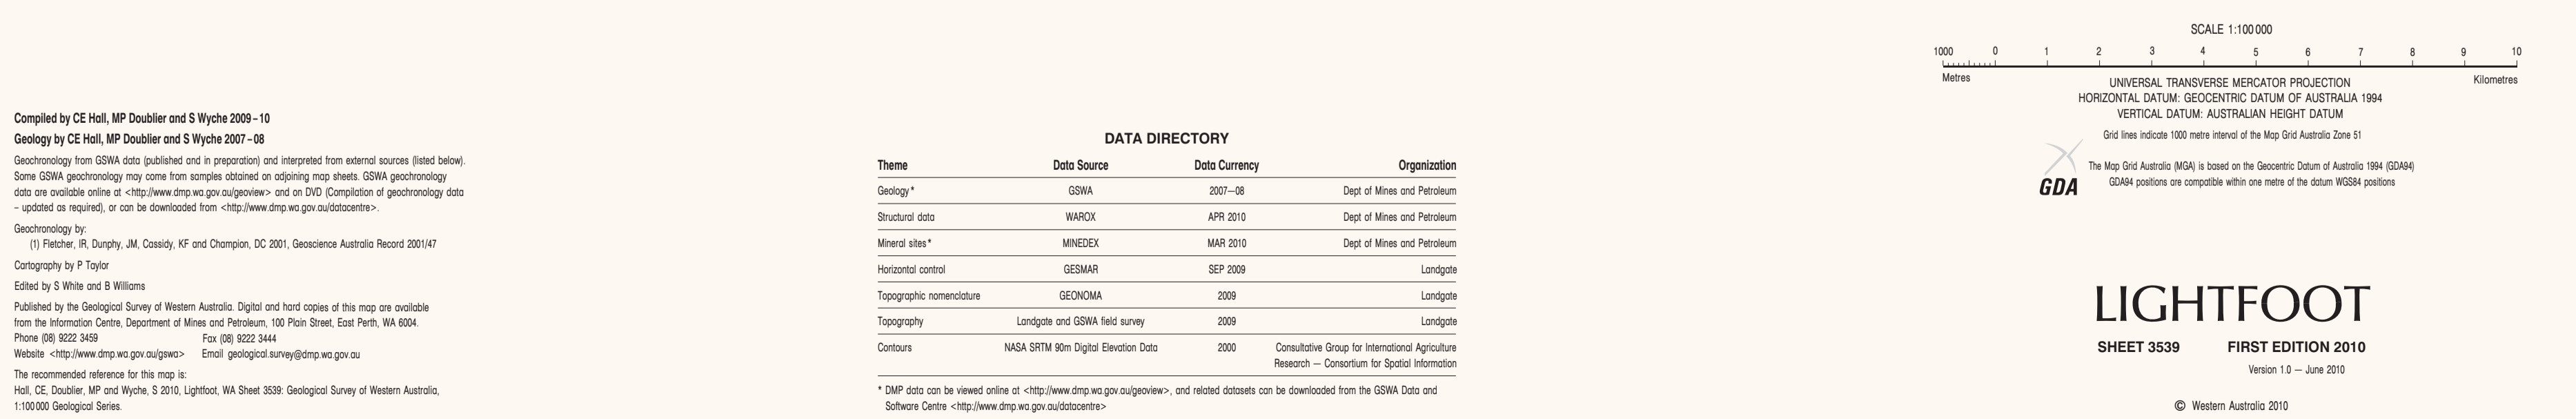 Compiled by CE Hall, MP Doublier and S Wyche 2009–10
Geology by CE Hall, MP Doublier and S Wyche 2007–08
Geochronology from GSWA data (published and in preparation) and interpreted from external sources (listed below).
Some GSWA geochronology may come from samples obtained on adjoining map sheets. GSWA geochronology
data are available online at <http://www.dmp.wa.gov.au/geoview> and on DVD (Compilation of geochronology data
– updated as required), or can be downloaded from <http://www.dmp.wa.gov.au/datacentre>.
Geochronology by:
(1) Fletcher, IR, Dunphy, JM, Cassidy, KF and Champion, DC 2001, Geoscience Australia Record 2001/47
Cartography by P Taylor
Edited by S White and B Williams
Published by the Geological Survey of Western Australia. Digital and hard copies of this map are available
from the Information Centre, Department of Mines and Petroleum, 100 Plain Street, East Perth, WA 6004.
Phone (08) 9222 3459 Fax (08) 9222 3444
Website <http://www.dmp.wa.gov.au/gswa> Email geological.survey@dmp.wa.gov.au
The recommended reference for this map is:
Hall, CE, Doublier, MP and Wyche, S 2010, Lightfoot, WA Sheet 3539: Geological Survey of Western Australia,
1:100 000 Geological Series.
DATA DIRECTORY
Theme Data Source Data Currency Organization
Geology* GSWA 2007—08 Dept of Mines and Petroleum
Structural data WAROX APR 2010 Dept of Mines and Petroleum
Mineral sites* MINEDEX MAR 2010 Dept of Mines and Petroleum
Horizontal control GESMAR SEP 2009 Landgate
Topographic nomenclature GEONOMA 2009 Landgate
Topography Landgate and GSWA field survey 2009 Landgate
Contours NASA SRTM 90m Digital Elevation Data 2000 Consultative Group for International Agriculture
Research — Consortium for Spatial Information
* DMP data can be viewed online at <http://www.dmp.wa.gov.au/geoview>, and related datasets can be downloaded from the GSWA Data and
Software Centre <http://www.dmp.wa.gov.au/datacentre>
SCALE 1:100 000
1000 0 1 2 3 4 5 6 7 8 9 10
Metres Kilometres
UNIVERSAL TRANSVERSE MERCATOR PROJECTION
HORIZONTAL DATUM: GEOCENTRIC DATUM OF AUSTRALIA 1994
VERTICAL DATUM: AUSTRALIAN HEIGHT DATUM
Grid lines indicate 1000 metre interval of the Map Grid Australia Zone 51
GDA
The Map Grid Australia (MGA) is based on the Geocentric Datum of Australia 1994 (GDA94)
GDA94 positions are compatible within one metre of the datum WGS84 positions
LIGHTFOOT
SHEET 3539 FIRST EDITION 2010
Version 1.0 — June 2010
© Western Australia 2010